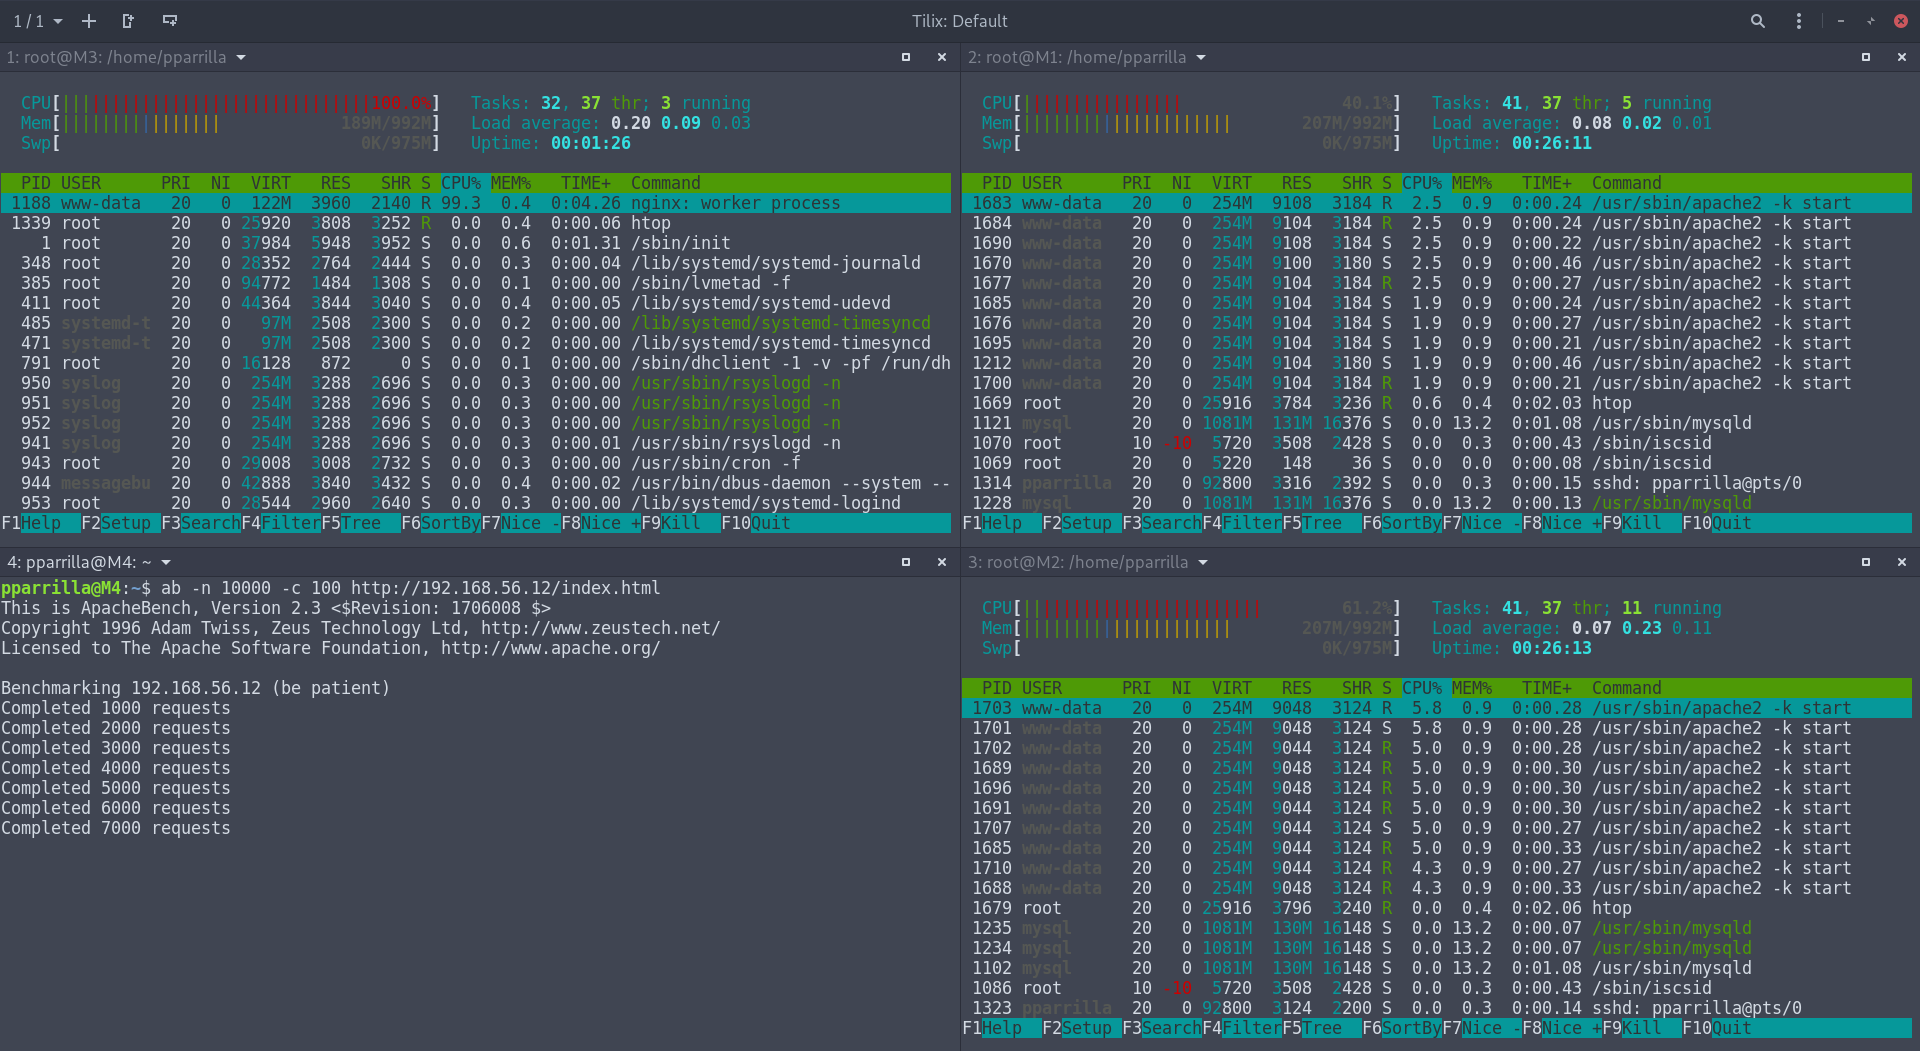 1 / 1
Tilix: Default
1: root@M3: /home/pparrilla
CPU[||||||||||||||||||||||||||||||100.0%] Tasks: 32, 37 thr; 3 running
Mem[|||||||||||||||| 189M/992M] Load average: 0.20 0.09 0.03
Swp[ 0K/975M] Uptime: 00:01:26
PID USER PRI NI VIRT RES SHR S CPU% MEM% TIME+ Command
1188 www-data 20 0 122M 3960 2140 R 99.3 0.4 0:04.26 nginx: worker process
1339 root 20 0 25920 3808 3252 R 0.0 0.4 0:00.06 htop
1 root 20 0 37984 5948 3952 S 0.0 0.6 0:01.31 /sbin/init
348 root 20 0 28352 2764 2444 S 0.0 0.3 0:00.04 /lib/systemd/systemd-journald
385 root 20 0 94772 1484 1308 S 0.0 0.1 0:00.00 /sbin/lvmetad -f
411 root 20 0 44364 3844 3040 S 0.0 0.4 0:00.05 /lib/systemd/systemd-udevd
485 systemd-t 20 0 97M 2508 2300 S 0.0 0.2 0:00.00 /lib/systemd/systemd-timesyncd
471 systemd-t 20 0 97M 2508 2300 S 0.0 0.2 0:00.00 /lib/systemd/systemd-timesyncd
791 root 20 0 16128 872 0 S 0.0 0.1 0:00.00 /sbin/dhclient -1 -v -pf /run/dh
950 syslog 20 0 254M 3288 2696 S 0.0 0.3 0:00.00 /usr/sbin/rsyslogd -n
951 syslog 20 0 254M 3288 2696 S 0.0 0.3 0:00.00 /usr/sbin/rsyslogd -n
952 syslog 20 0 254M 3288 2696 S 0.0 0.3 0:00.00 /usr/sbin/rsyslogd -n
941 syslog 20 0 254M 3288 2696 S 0.0 0.3 0:00.01 /usr/sbin/rsyslogd -n
943 root 20 0 29008 3008 2732 S 0.0 0.3 0:00.00 /usr/sbin/cron -f
944 messagebu 20 0 42888 3840 3432 S 0.0 0.4 0:00.02 /usr/bin/dbus-daemon --system --
953 root 20 0 28544 2960 2640 S 0.0 0.3 0:00.00 /lib/systemd/systemd-logind
F1Help F2Setup F3SearchF4FilterF5Tree F6SortByF7Nice -F8Nice +F9Kill F10Quit
2: root@M1: /home/pparrilla
CPU[|||||||||||||||| 40.1%] Tasks: 41, 37 thr; 5 running
Mem[||||||||||||||||||||| 207M/992M] Load average: 0.08 0.02 0.01
Swp[ 0K/975M] Uptime: 00:26:11
PID USER PRI NI VIRT RES SHR S CPU% MEM% TIME+ Command
1683 www-data 20 0 254M 9108 3184 R 2.5 0.9 0:00.24 /usr/sbin/apache2 -k start
1684 www-data 20 0 254M 9104 3184 R 2.5 0.9 0:00.24 /usr/sbin/apache2 -k start
1690 www-data 20 0 254M 9108 3184 S 2.5 0.9 0:00.22 /usr/sbin/apache2 -k start
1670 www-data 20 0 254M 9100 3180 S 2.5 0.9 0:00.46 /usr/sbin/apache2 -k start
1677 www-data 20 0 254M 9104 3184 R 2.5 0.9 0:00.27 /usr/sbin/apache2 -k start
1685 www-data 20 0 254M 9104 3184 S 1.9 0.9 0:00.24 /usr/sbin/apache2 -k start
1676 www-data 20 0 254M 9104 3184 S 1.9 0.9 0:00.27 /usr/sbin/apache2 -k start
1695 www-data 20 0 254M 9104 3184 S 1.9 0.9 0:00.21 /usr/sbin/apache2 -k start
1212 www-data 20 0 254M 9104 3180 S 1.9 0.9 0:00.46 /usr/sbin/apache2 -k start
1700 www-data 20 0 254M 9104 3184 R 1.9 0.9 0:00.21 /usr/sbin/apache2 -k start
1669 root 20 0 25916 3784 3236 R 0.6 0.4 0:02.03 htop
1121 mysql 20 0 1081M 131M 16376 S 0.0 13.2 0:01.08 /usr/sbin/mysqld
1070 root 10 -10 5720 3508 2428 S 0.0 0.3 0:00.43 /sbin/iscsid
1069 root 20 0 5220 148 36 S 0.0 0.0 0:00.08 /sbin/iscsid
1314 pparrilla 20 0 92800 3316 2392 S 0.0 0.3 0:00.15 sshd: pparrilla@pts/0
1228 mysql 20 0 1081M 131M 16376 S 0.0 13.2 0:00.13 /usr/sbin/mysqld
F1Help F2Setup F3SearchF4FilterF5Tree F6SortByF7Nice -F8Nice +F9Kill F10Quit
4: pparrilla@M4: ~
pparrilla@M4:~$ ab -n 10000 -c 100 http://192.168.56.12/index.html
This is ApacheBench, Version 2.3 <$Revision: 1706008 $>
Copyright 1996 Adam Twiss, Zeus Technology Ltd, http://www.zeustech.net/
Licensed to The Apache Software Foundation, http://www.apache.org/
Benchmarking 192.168.56.12 (be patient)
Completed 1000 requests
Completed 2000 requests
Completed 3000 requests
Completed 4000 requests
Completed 5000 requests
Completed 6000 requests
Completed 7000 requests
3: root@M2: /home/pparrilla
CPU[|||||||||||||||||||||||| 61.2%] Tasks: 41, 37 thr; 11 running
Mem[||||||||||||||||||||| 207M/992M] Load average: 0.07 0.23 0.11
Swp[ 0K/975M] Uptime: 00:26:13
PID USER PRI NI VIRT RES SHR S CPU% MEM% TIME+ Command
1703 www-data 20 0 254M 9048 3124 R 5.8 0.9 0:00.28 /usr/sbin/apache2 -k start
1701 www-data 20 0 254M 9048 3124 S 5.8 0.9 0:00.28 /usr/sbin/apache2 -k start
1702 www-data 20 0 254M 9044 3124 R 5.0 0.9 0:00.28 /usr/sbin/apache2 -k start
1689 www-data 20 0 254M 9048 3124 R 5.0 0.9 0:00.30 /usr/sbin/apache2 -k start
1696 www-data 20 0 254M 9048 3124 R 5.0 0.9 0:00.30 /usr/sbin/apache2 -k start
1691 www-data 20 0 254M 9044 3124 R 5.0 0.9 0:00.30 /usr/sbin/apache2 -k start
1707 www-data 20 0 254M 9044 3124 S 5.0 0.9 0:00.27 /usr/sbin/apache2 -k start
1685 www-data 20 0 254M 9044 3124 R 5.0 0.9 0:00.33 /usr/sbin/apache2 -k start
1710 www-data 20 0 254M 9044 3124 R 4.3 0.9 0:00.27 /usr/sbin/apache2 -k start
1688 www-data 20 0 254M 9048 3124 R 4.3 0.9 0:00.33 /usr/sbin/apache2 -k start
1679 root 20 0 25916 3796 3240 R 0.0 0.4 0:02.06 htop
1235 mysql 20 0 1081M 130M 16148 S 0.0 13.2 0:00.07 /usr/sbin/mysqld
1234 mysql 20 0 1081M 130M 16148 S 0.0 13.2 0:00.07 /usr/sbin/mysqld
1102 mysql 20 0 1081M 130M 16148 S 0.0 13.2 0:01.08 /usr/sbin/mysqld
1086 root 10 -10 5720 3508 2428 S 0.0 0.3 0:00.43 /sbin/iscsid
1323 pparrilla 20 0 92800 3124 2200 S 0.0 0.3 0:00.14 sshd: pparrilla@pts/0
F1Help F2Setup F3SearchF4FilterF5Tree F6SortByF7Nice -F8Nice +F9Kill F10Quit